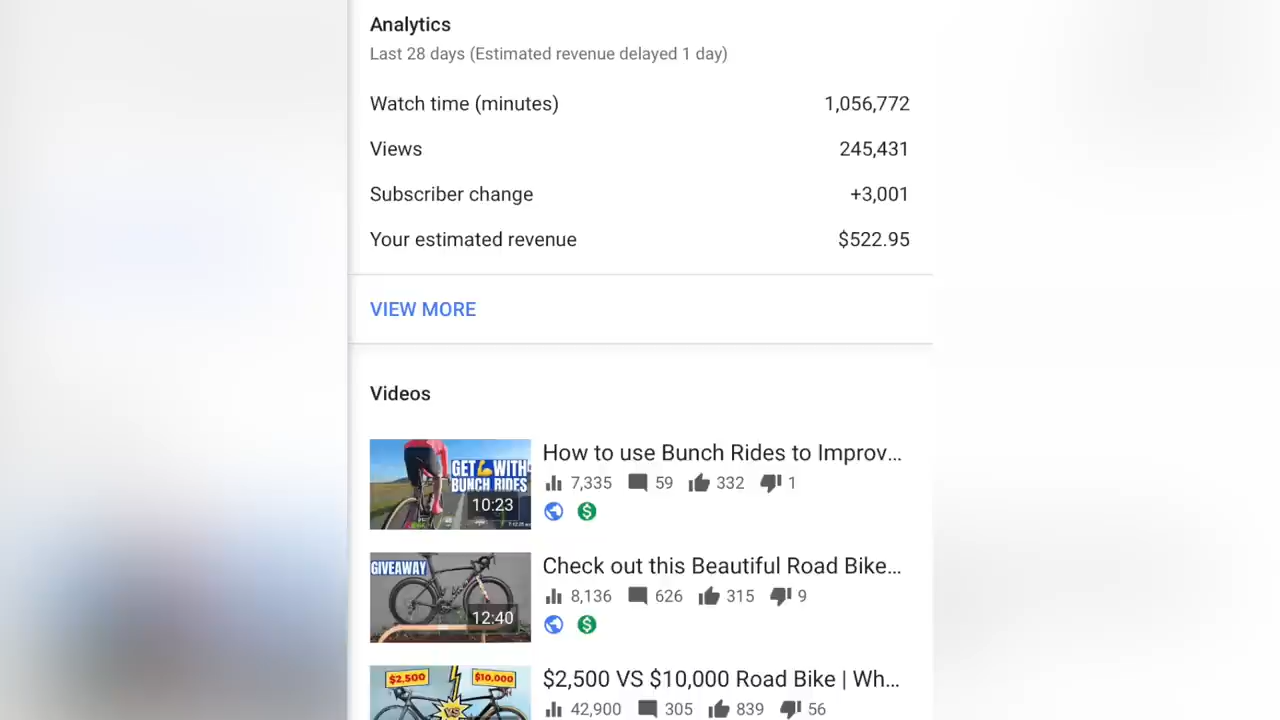 Analytics
Last 28 days (Estimated revenue delayed 1 day)
Watch time (minutes) 1,056,772
Views 245,431
Subscriber change +3,001
Your estimated revenue $522.95
VIEW MORE
Videos
GET WITH
BUNCH RIDES
10:23
How to use Bunch Rides to Improv...
7,335 59 332 1
GIVEAWAY
12:40
Check out this Beautiful Road Bike...
8,136 626 315 9
$2,500 $10,000
VS
$2,500 VS $10,000 Road Bike | Wh...
42,900 305 839 56